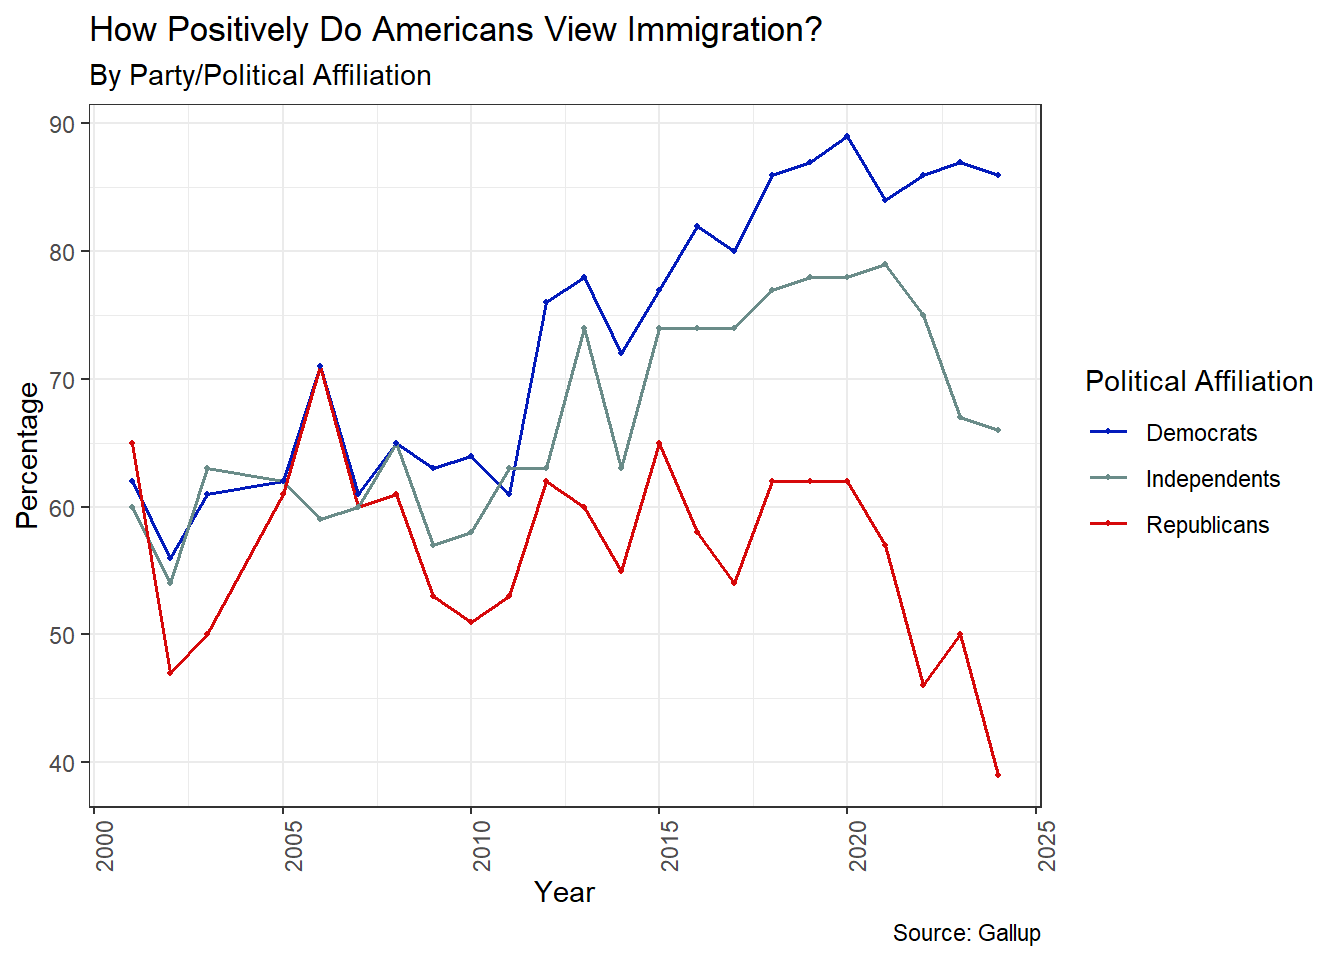 How Positively Do Americans View Immigration?
By Party/Political Affiliation
90
80
70
60
50
40
Percentage
2000
2005
2010
2015
2020
2025
Year
Political Affiliation
Democrats
Independents
Republicans
Source: Gallup